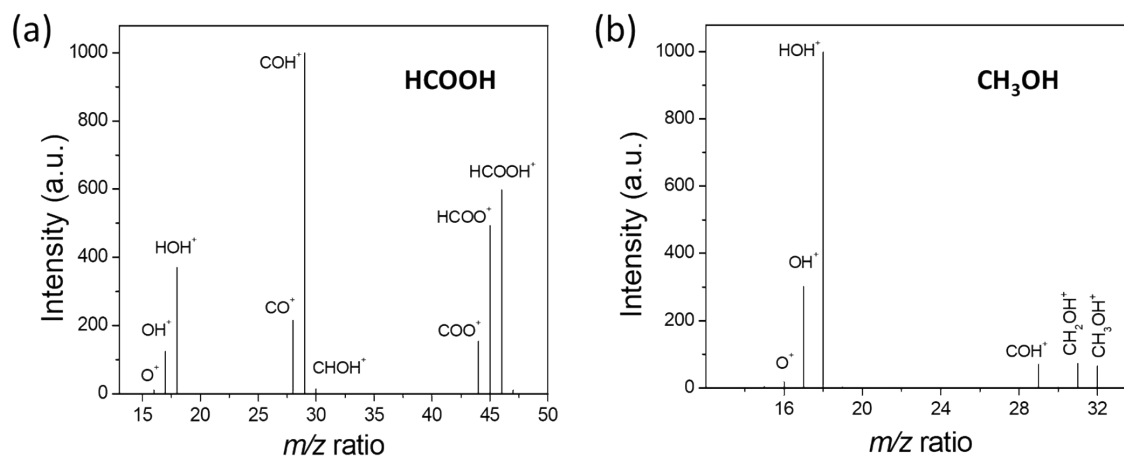 (a)
HCOOH
Intensity (a.u.)
1000
800
600
400
200
0
COH⁺
HCOOH⁺
HCOO⁺
HOH⁺
CO⁺
COO⁺
OH⁺
CHOH⁺
O⁺
15 20 25 30 35 40 45 50
m/z ratio
(b)
CH₃OH
Intensity (a.u.)
1000
800
600
400
200
0
HOH⁺
OH⁺
O⁺
COH⁺
CH₂OH⁺
CH₃OH⁺
16 20 24 28 32
m/z ratio